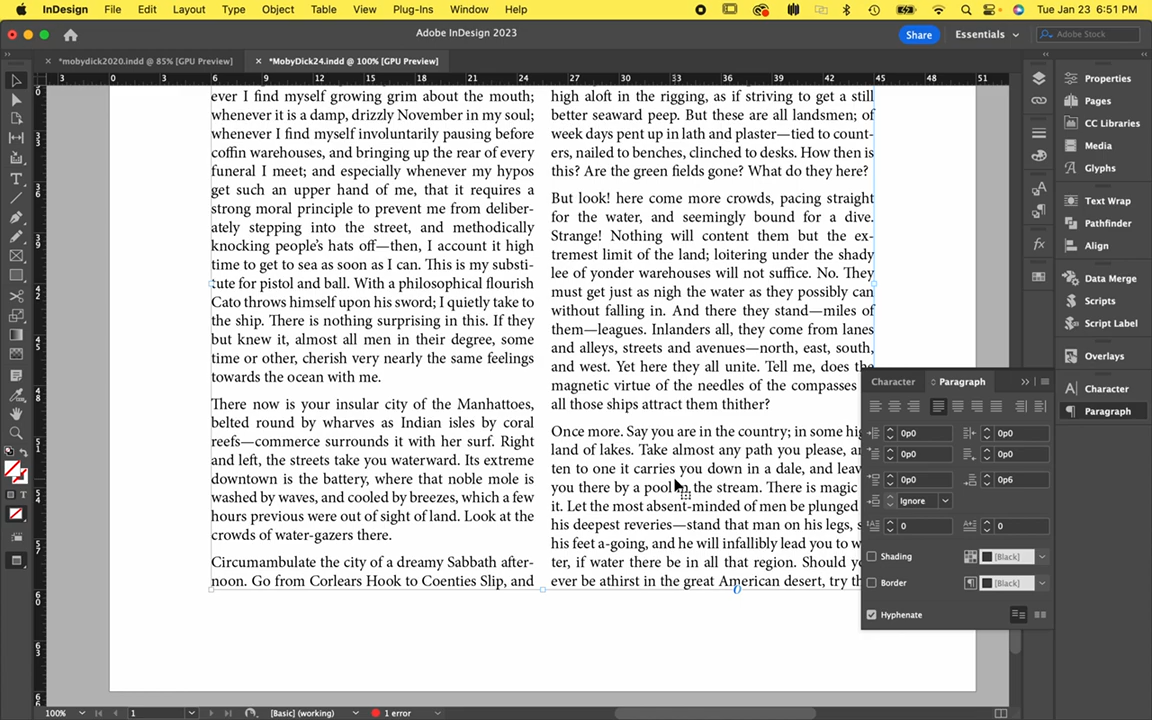 InDesign File Edit Layout Type Object Table View Plug-Ins Window Help Tue Jan 23 6:51 PM
Adobe InDesign 2023
Share
Essentials
Adobe Stock
*mobydick2020.indd @ 85% [GPU Preview]
*MobyDick24.indd @ 100% [GPU Preview]
3 0 3 6 9 12 15 18 21 24 27 30 33 36 39 42 45 48 51
ever I find myself growing grim about the mouth;
whenever it is a damp, drizzly November in my soul;
whenever I find myself involuntarily pausing before
coffin warehouses, and bringing up the rear of every
funeral I meet; and especially whenever my hypos
get such an upper hand of me, that it requires a
strong moral principle to prevent me from deliber-
ately stepping into the street, and methodically
knocking people's hats off—then, I account it high
time to get to sea as soon as I can. This is my substi-
tute for pistol and ball. With a philosophical flourish
Cato throws himself upon his sword; I quietly take to
the ship. There is nothing surprising in this. If they
but knew it, almost all men in their degree, some
time or other, cherish very nearly the same feelings
towards the ocean with me.
There now is your insular city of the Manhattoes,
belted round by wharves as Indian isles by coral
reefs—commerce surrounds it with her surf. Right
and left, the streets take you waterward. Its extreme
downtown is the battery, where that noble mole is
washed by waves, and cooled by breezes, which a few
hours previous were out of sight of land. Look at the
crowds of water-gazers there.
Circumambulate the city of a dreamy Sabbath after-
noon. Go from Corlears Hook to Coenties Slip, and
high aloft in the rigging, as if striving to get a still
better seaward peep. But these are all landsmen; of
week days pent up in lath and plaster—tied to count-
ers, nailed to benches, clinched to desks. How then is
this? Are the green fields gone? What do they here?
But look! here come more crowds, pacing straight
for the water, and seemingly bound for a dive.
Strange! Nothing will content them but the ex-
tremest limit of the land; loitering under the shady
lee of yonder warehouses will not suffice. No. They
must get just as nigh the water as they possibly can
without falling in. And there they stand—miles of
them—leagues. Inlanders all, they come from lanes
and alleys, streets and avenues—north, east, south,
and west. Yet here they all unite. Tell me, does the
magnetic virtue of the needles of the compasses
all those ships attract them thither?
Once more. Say you are in the country; in some hig
land of lakes. Take almost any path you please, an
ten to one it carries you down in a dale, and leav
you there by a pool in the stream. There is magic
it. Let the most absent-minded of men be plunged
his deepest reveries—stand that man on his legs, s
his feet a-going, and he will infallibly lead you to w
ter, if water there be in all that region. Should yo
ever be athirst in the great American desert, try th
Character
Paragraph
0p0 0p0
0p0 0p0
0p0 0p6
Ignore
0 0
Shading [Black]
Border [Black]
Hyphenate
Properties
Pages
CC Libraries
Media
Glyphs
Text Wrap
Pathfinder
Align
Data Merge
Scripts
Script Label
Overlays
Character
Paragraph
100% 1 [Basic] (working) 1 error